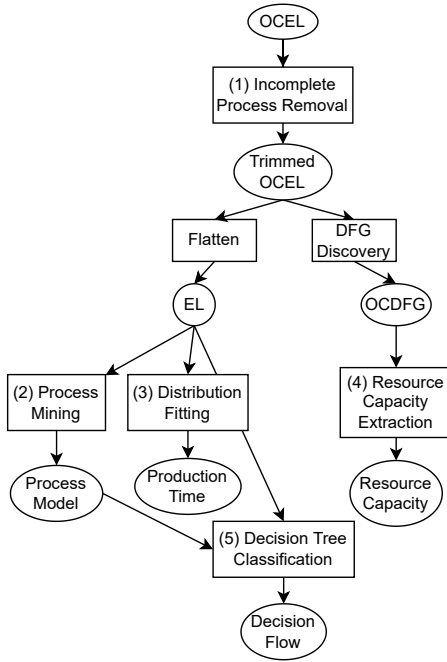 OCEL
(1) Incomplete
Process Removal
Trimmed
OCEL
Flatten
DFG
Discovery
EL
OCDFG
(2) Process
Mining
(3) Distribution
Fitting
(4) Resource
Capacity
Extraction
Process
Model
Production
Time
Resource
Capacity
(5) Decision Tree
Classification
Decision
Flow